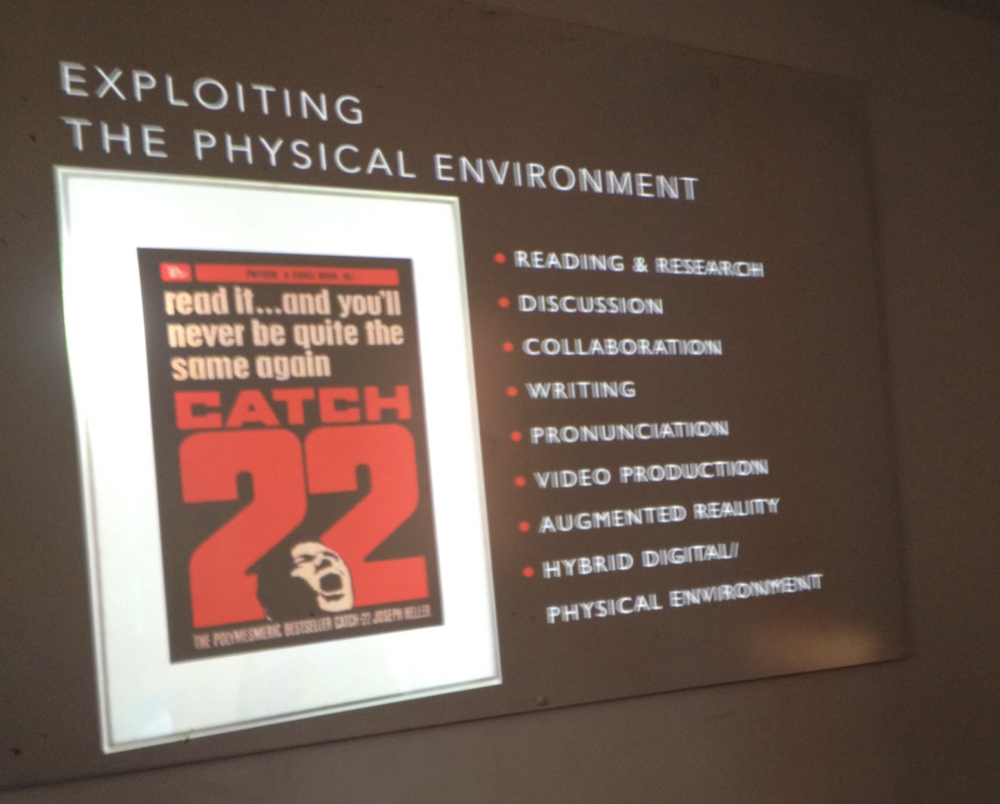 EXPLOITING
THE PHYSICAL ENVIRONMENT
read it...and you'll
never be quite the
same again
CATCH
22
THE POLYMESMERIC BESTSELLER CATCH-22 JOSEPH HELLER
• READING & RESEARCH
• DISCUSSION
• COLLABORATION
• WRITING
• PRONUNCIATION
• VIDEO PRODUCTION
• AUGMENTED REALITY
• HYBRID DIGITAL/
PHYSICAL ENVIRONMENT